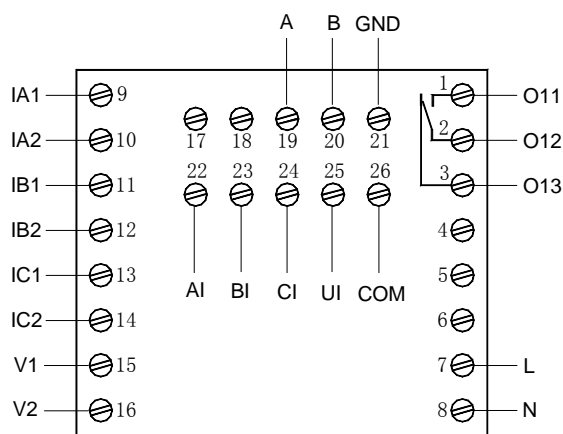 A B GND
IA1 9 1 O11
17 18 19 20 21
IA2 10 2 O12
22 23 24 25 26
IB1 11 3 O13
IB2 12 4
IC1 13 5
AI BI CI UI COM
IC2 14 6
V1 15 7 L
V2 16 8 N